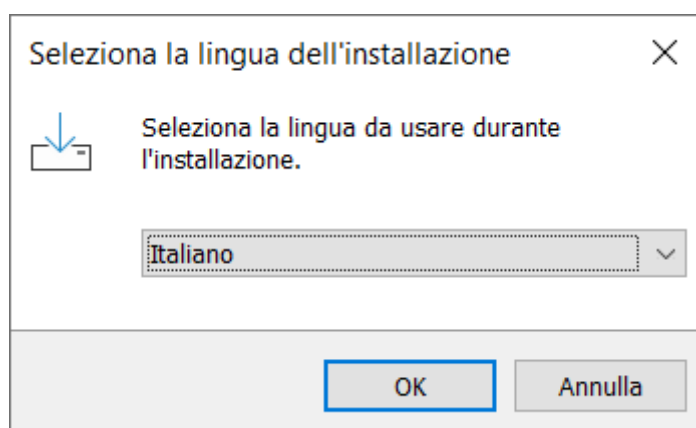 Seleziona la lingua dell'installazione
Seleziona la lingua da usare durante
l'installazione.
Italiano
OK
Annulla